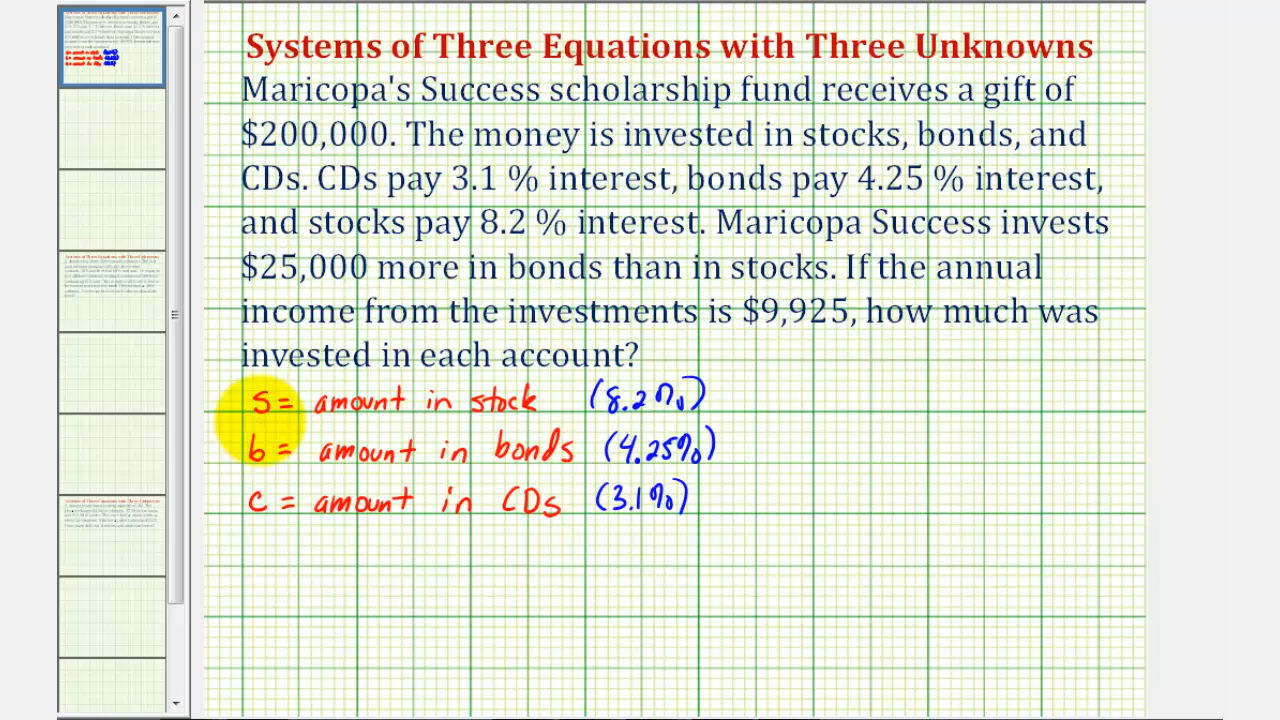 Systems of Three Equations with Three Unknowns
Maricopa's Success scholarship fund receives a gift of
$200,000. The money is invested in stocks, bonds, and
CDs. CDs pay 3.1 % interest, bonds pay 4.25 % interest,
and stocks pay 8.2 % interest. Maricopa Success invests
$25,000 more in bonds than in stocks. If the annual
income from the investments is $9,925, how much was
invested in each account?
s = amount in stock (8.2%)
b = amount in bonds (4.25%)
c = amount in CDs (3.1%)